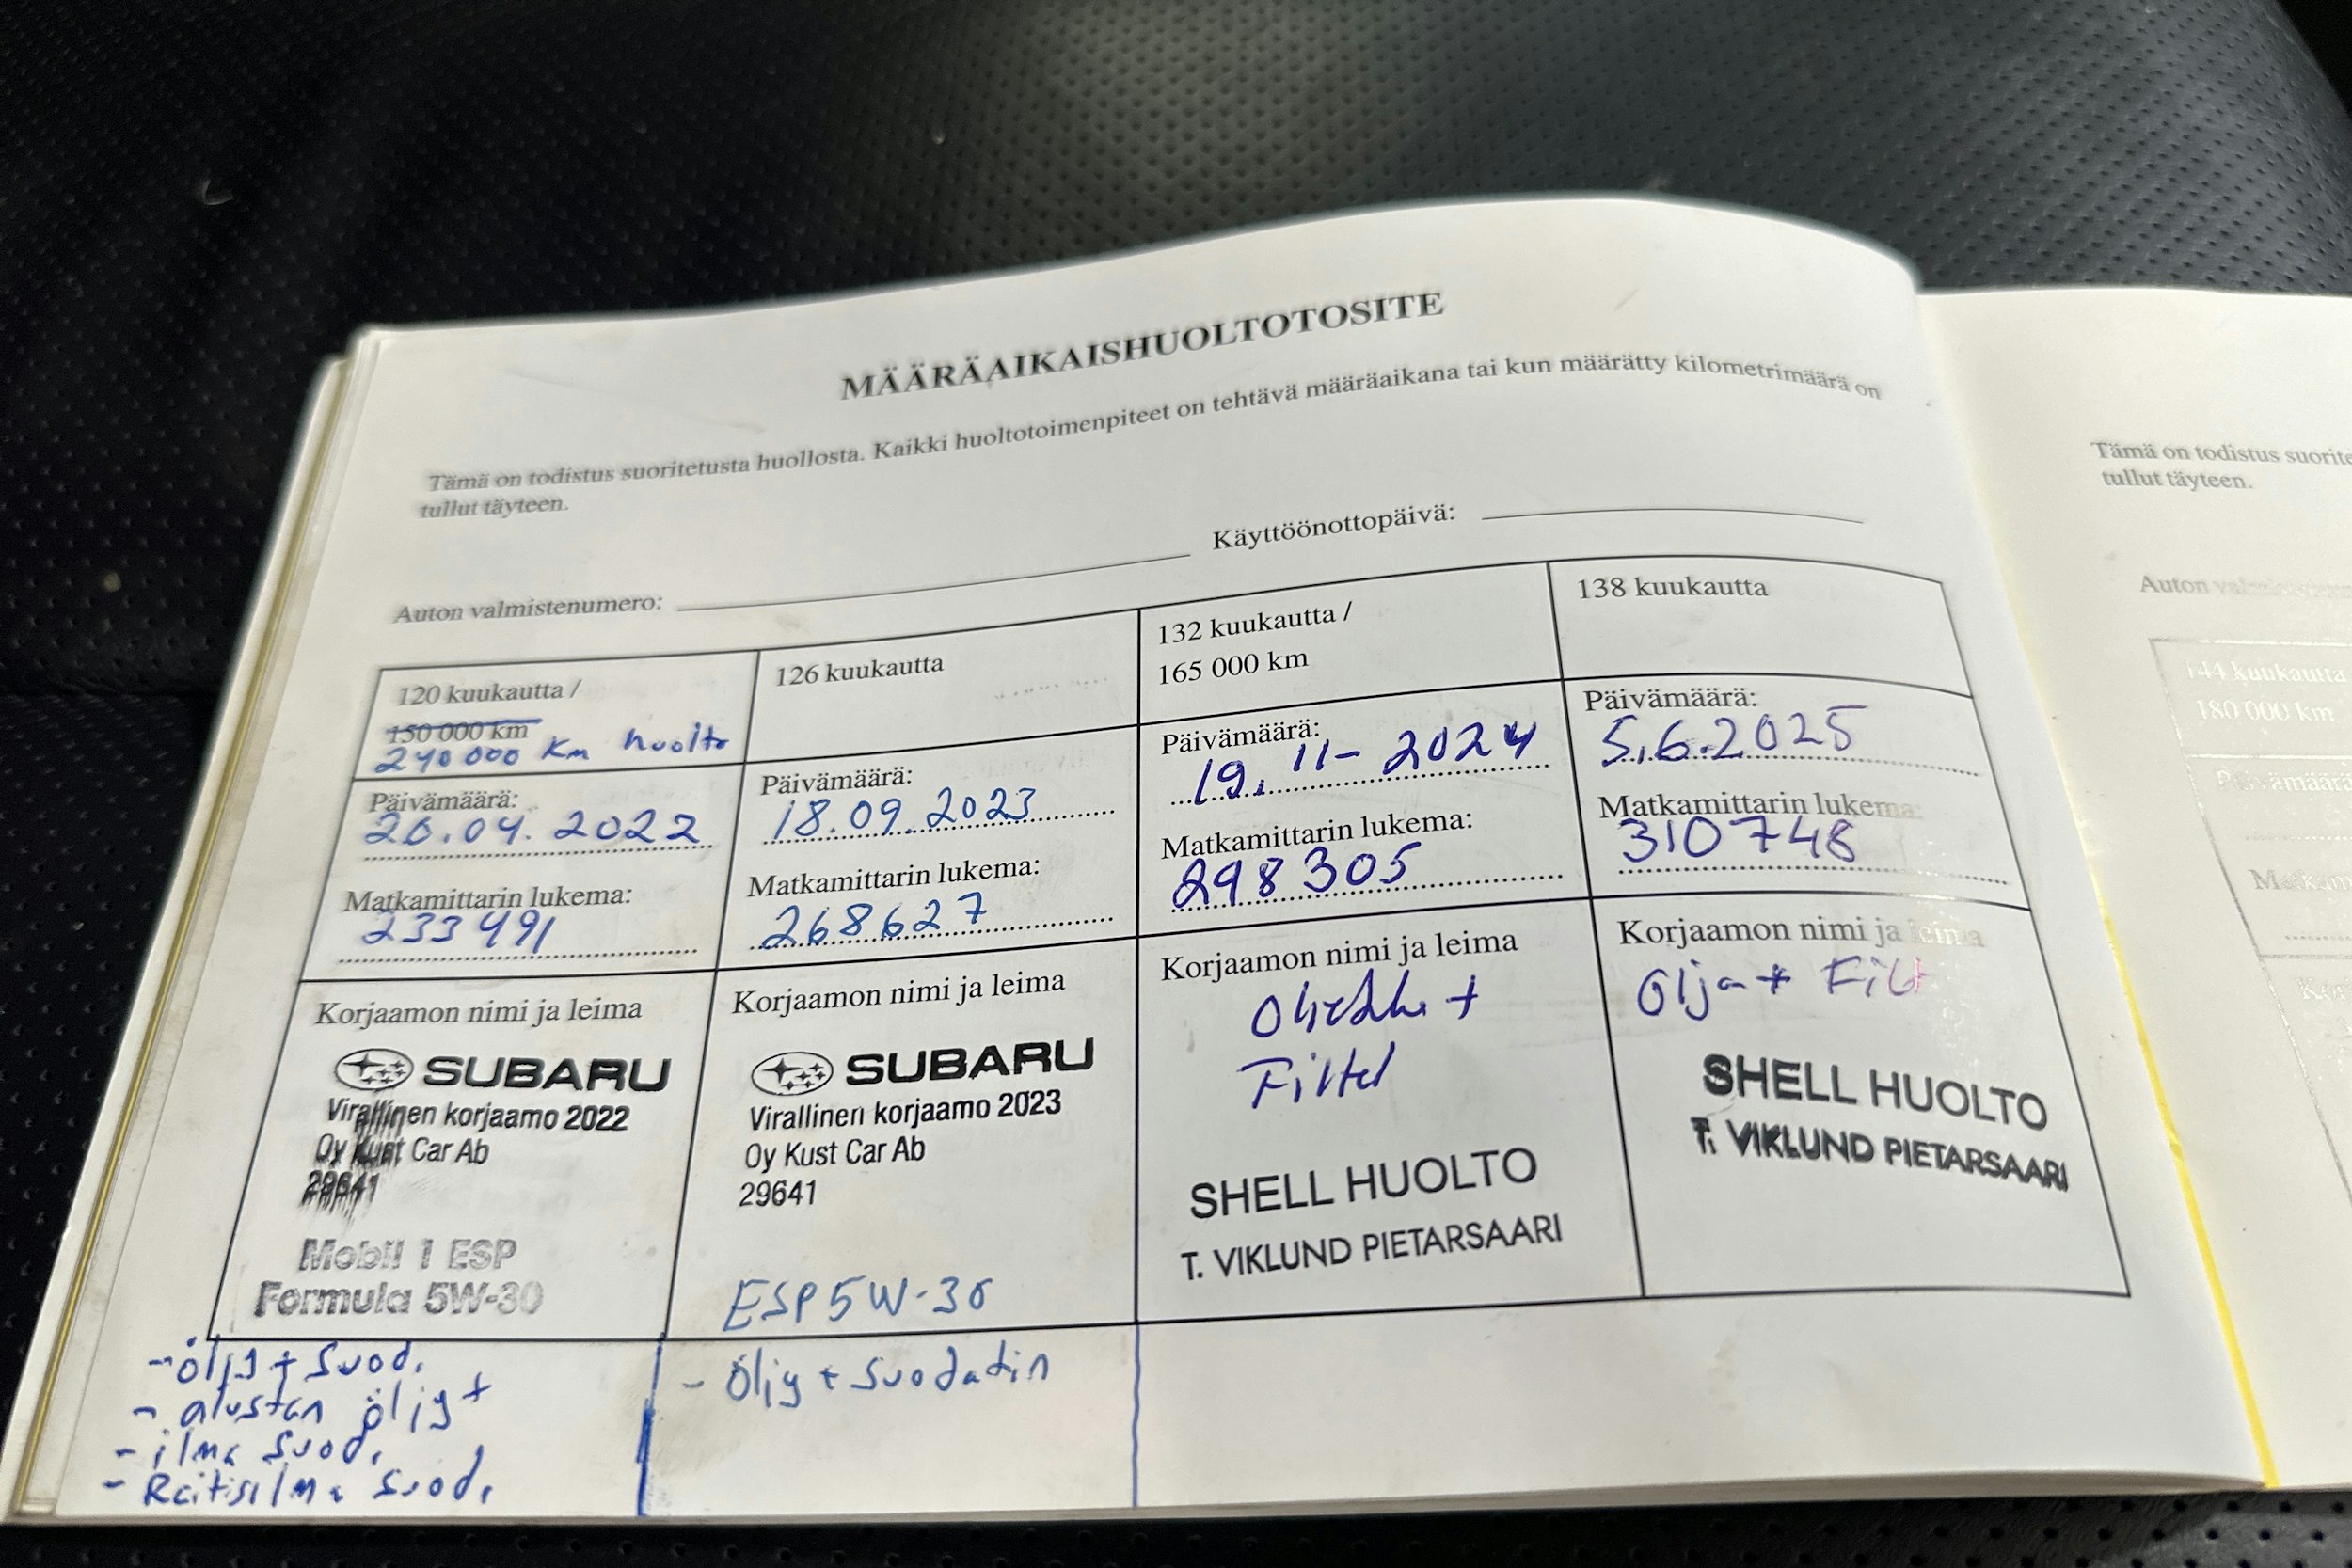 MÄÄRÄAIKAISHUOLTOTOSITE
Tämä on todistus suoritetusta huollosta. Kaikki huoltotoimenpiteet on tehtävä määräaikana tai kun määrätty kilometrimäärä on
tullut täyteen.
Auton valmistenumero:
Käyttöönottopäivä:
120 kuukautta /
150 000 km
240 000 Km huolto
Päivämäärä:
20.04.2022
Matkamittarin lukema:
233491
Korjaamon nimi ja leima
SUBARU
Virallinen korjaamo 2022
Oy Kust Car Ab
29641
Mobil 1 ESP
Formula 5W-30
- öljy + suod.
- alustan öljyt
- ilma suod.
- Raitisilma suod.
126 kuukautta
Päivämäärä:
18.09.2023
Matkamittarin lukema:
268627
Korjaamon nimi ja leima
SUBARU
Virallinen korjaamo 2023
Oy Kust Car Ab
29641
ESP 5W-30
- Öljy + suodatin
132 kuukautta /
165 000 km
Päivämäärä:
19.11-2024
Matkamittarin lukema:
298305
Korjaamon nimi ja leima
+
Filter
SHELL HUOLTO
T. VIKLUND PIETARSAARI
138 kuukautta
Päivämäärä:
5.6.2025
Matkamittarin lukema:
310748
Korjaamon nimi ja leima
Olja + Filt
SHELL HUOLTO
T. VIKLUND PIETARSAARI
Tämä on todistus
tullut täyteen.
Auton
144 kuukautta
180 000 km
Päivämäärä